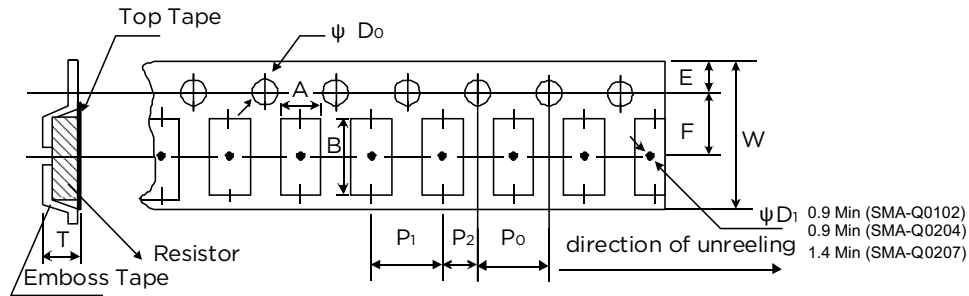 Top Tape
ψ D₀
A
E
B
F
W
ψD₁ 0.9 Min (SMA-Q0102)
0.9 Min (SMA-Q0204)
1.4 Min (SMA-Q0207)
T
P₁
P₂
P₀
direction of unreeling
Resistor
Emboss Tape